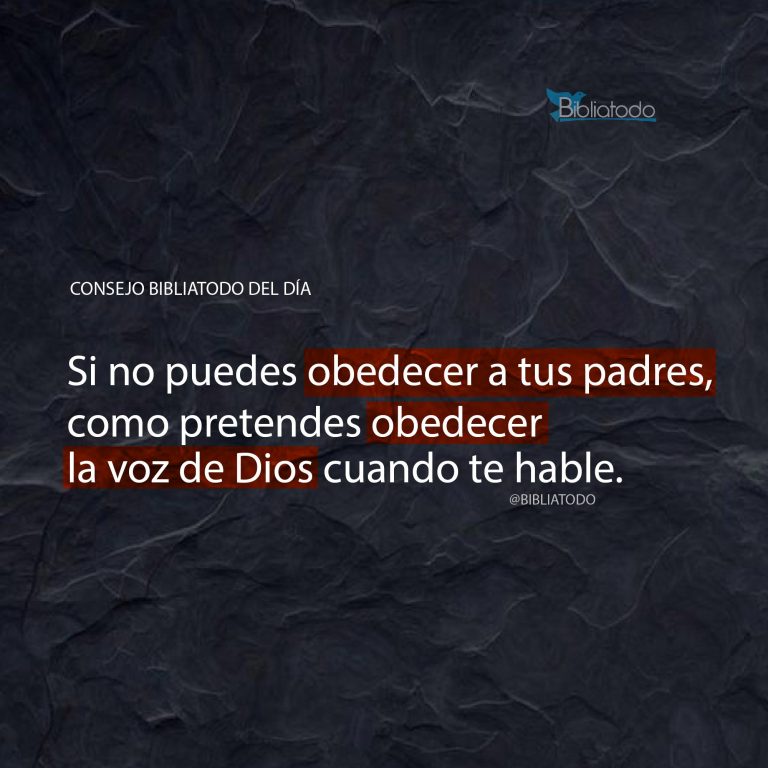 Bibliatodo
CONSEJO BIBLIATODO DEL DÍA
Si no puedes obedecer a tus padres,
como pretendes obedecer
la voz de Dios cuando te hable.
@BIBLIATODO